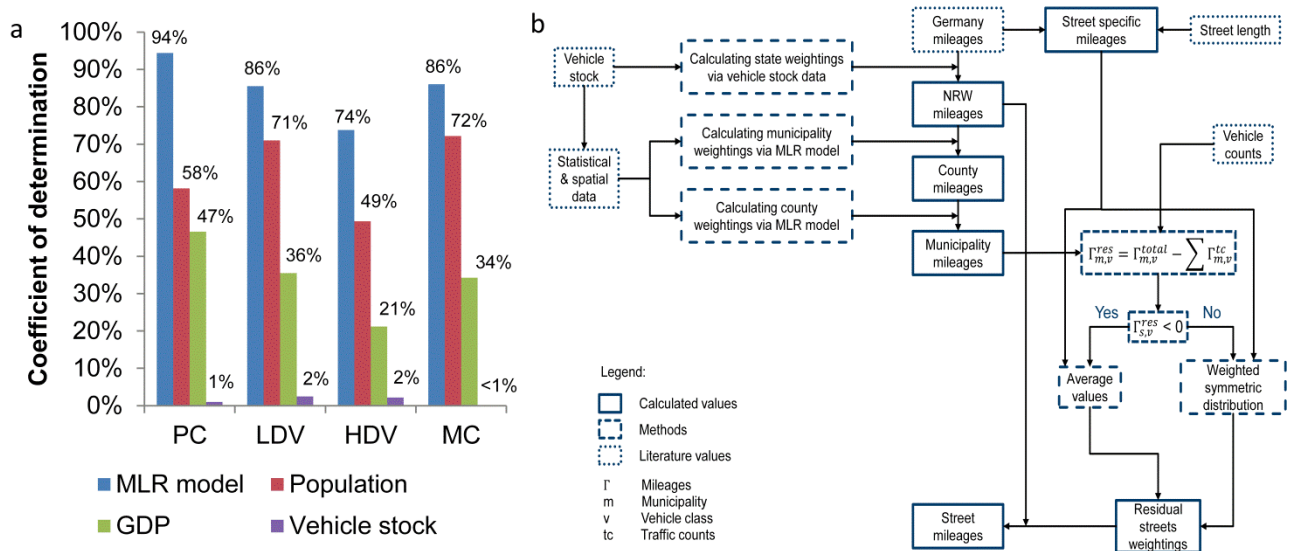 a
Coefficient of determination
100%
90%
80%
70%
60%
50%
40%
30%
20%
10%
0%
94%
58%
47%
1%
86%
71%
36%
2%
74%
49%
21%
2%
86%
72%
34%
<1%
PC LDV HDV MC
MLR model
Population
GDP
Vehicle stock
b
Vehicle
stock
Statistical
& spatial
data
Calculating state weightings
via vehicle stock data
Calculating municipality
weightings via MLR model
Calculating county
weightings via MLR model
Germany
mileages
NRW
mileages
County
mileages
Municipality
mileages
Street specific
mileages
Street length
Vehicle
counts
Γ^{res}_{m,v} = Γ^{total}_{m,v} − ∑ Γ^{tc}_{m,v}
Yes
Γ^{res}_{s,v} < 0
No
Average
values
Weighted
symmetric
distribution
Street
mileages
Residual
streets
weightings
Legend:
Calculated values
Methods
Literature values
Γ Mileages
m Municipality
v Vehicle class
tc Traffic counts